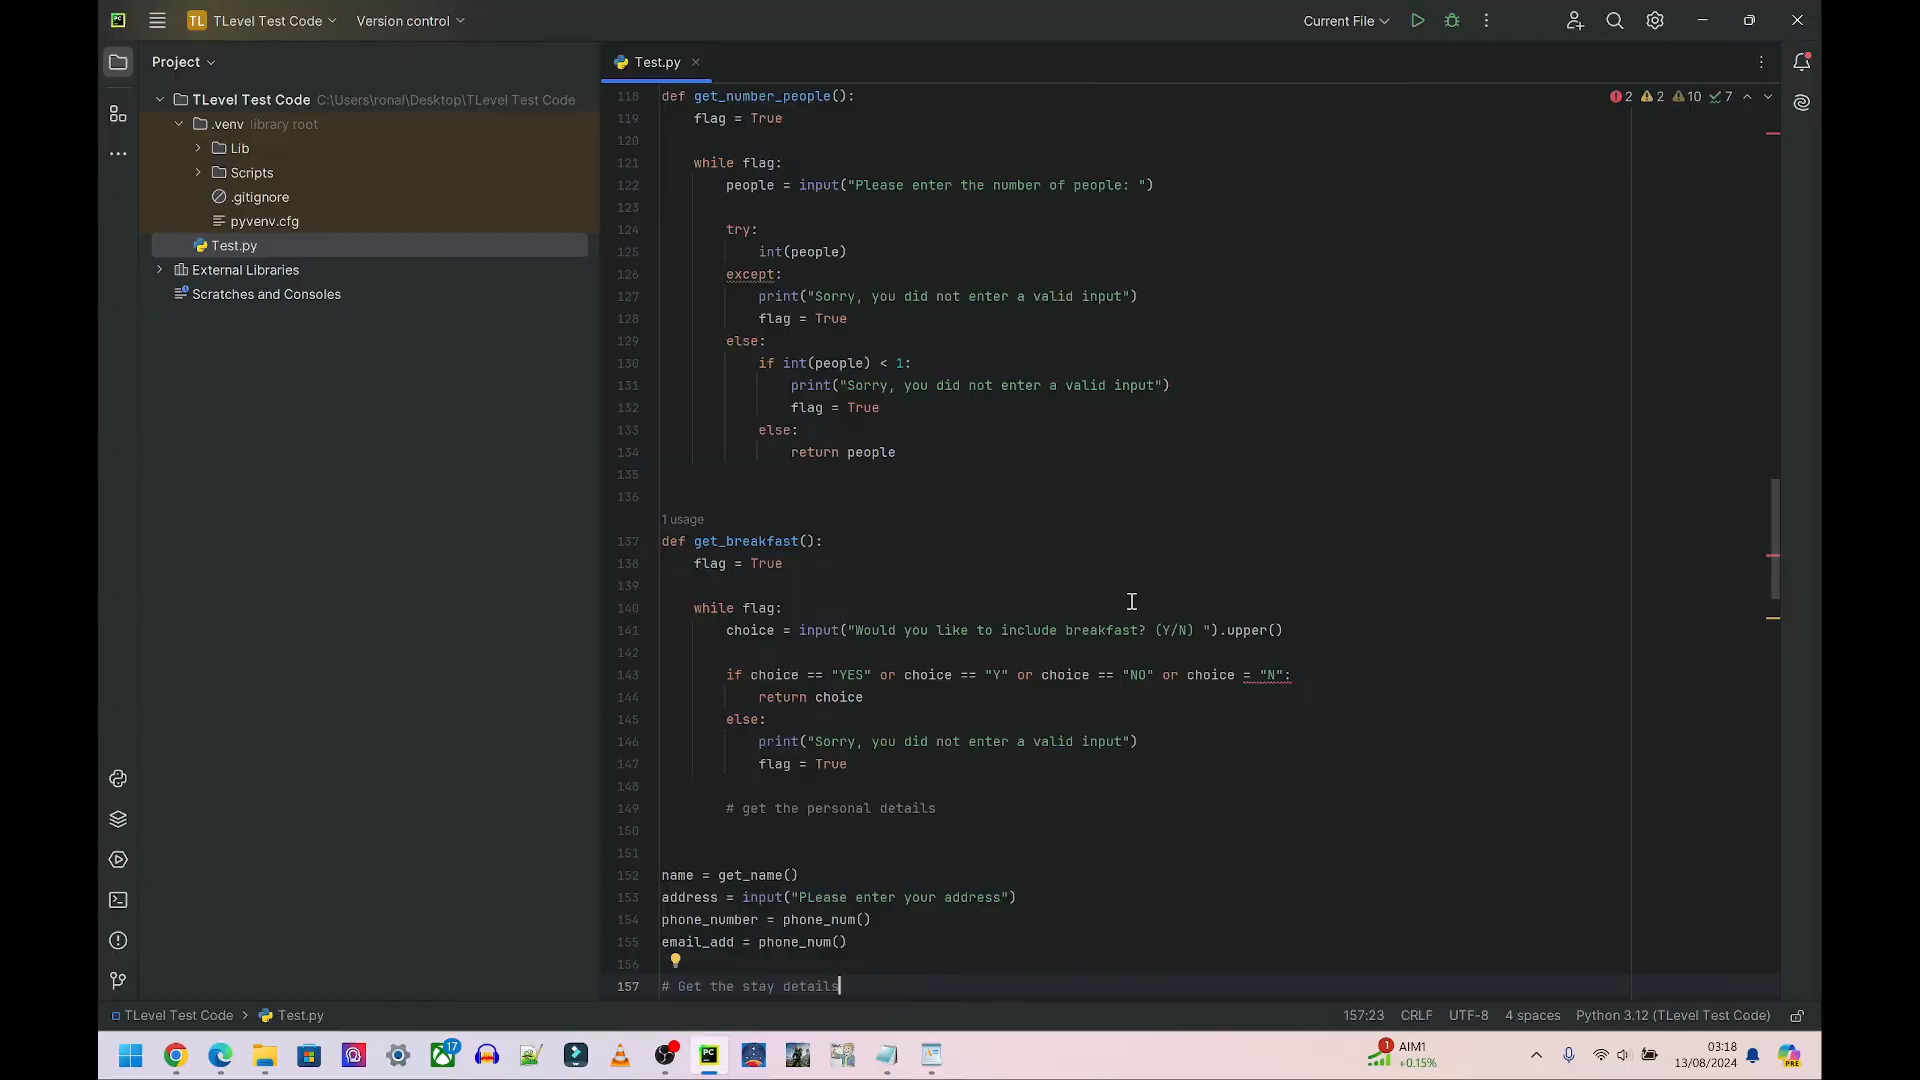 TL TLevel Test Code Version control Current File
Project
Test.py
TLevel Test Code C:\Users\ronal\Desktop\TLevel Test Code
.venv library root
Lib
Scripts
.gitignore
pyvenv.cfg
Test.py
External Libraries
Scratches and Consoles
2 2 10 7
118 def get_number_people():
119 flag = True
120
121 while flag:
122 people = input("Please enter the number of people: ")
123
124 try:
125 int(people)
126 except:
127 print("Sorry, you did not enter a valid input")
128 flag = True
129 else:
130 if int(people) < 1:
131 print("Sorry, you did not enter a valid input")
132 flag = True
133 else:
134 return people
135
136
1 usage
137 def get_breakfast():
138 flag = True
139
140 while flag:
141 choice = input("Would you like to include breakfast? (Y/N) ").upper()
142
143 if choice == "YES" or choice == "Y" or choice == "NO" or choice = "N":
144 return choice
145 else:
146 print("Sorry, you did not enter a valid input")
147 flag = True
148
149 # get the personal details
150
151
152 name = get_name()
153 address = input("PLease enter your address")
154 phone_number = phone_num()
155 email_add = phone_num()
156
157 # Get the stay details
TLevel Test Code > Test.py 157:23 CRLF UTF-8 4 spaces Python 3.12 (TLevel Test Code)
17 PC 1 AIM1 +0.15% 03:18 PRE
13/08/2024